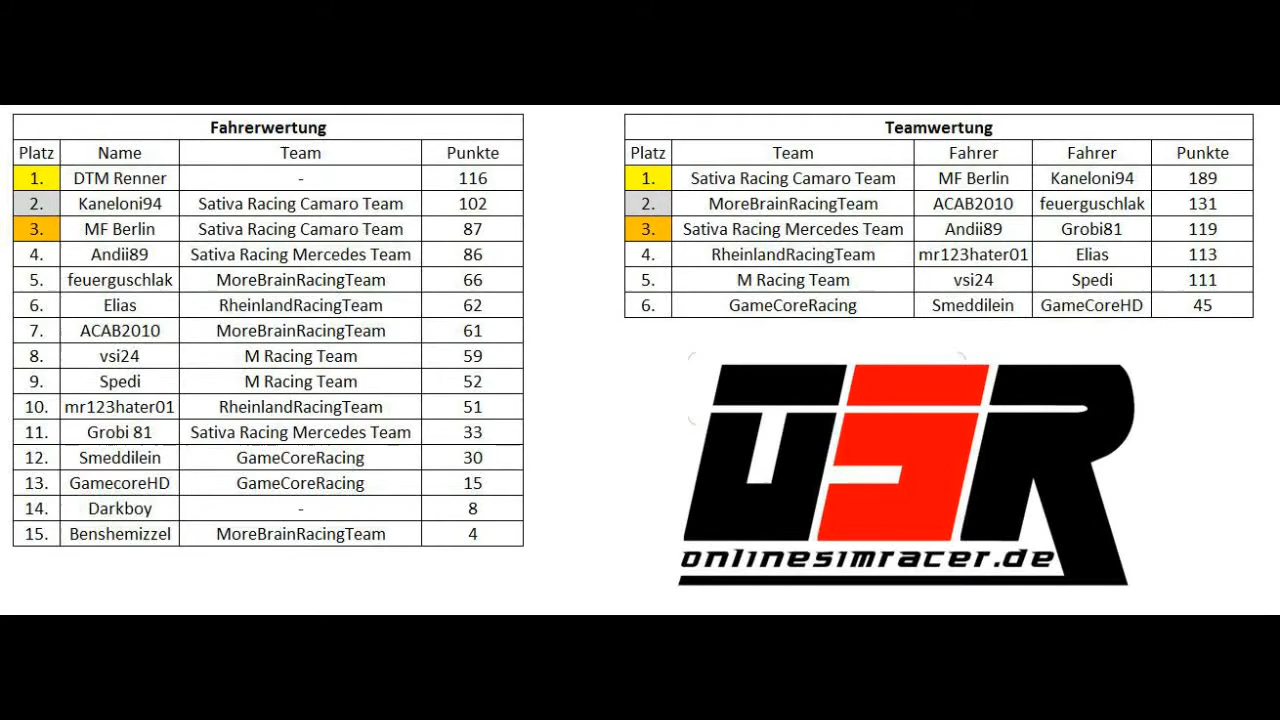 Fahrerwertung
Platz Name Team Punkte
1. DTM Renner - 116
2. Kaneloni94 Sativa Racing Camaro Team 102
3. MF Berlin Sativa Racing Camaro Team 87
4. Andii89 Sativa Racing Mercedes Team 86
5. feuerguschlak MoreBrainRacingTeam 66
6. Elias RheinlandRacingTeam 62
7. ACAB2010 MoreBrainRacingTeam 61
8. vsi24 M Racing Team 59
9. Spedi M Racing Team 52
10. mr123hater01 RheinlandRacingTeam 51
11. Grobi 81 Sativa Racing Mercedes Team 33
12. Smeddilein GameCoreRacing 30
13. GamecoreHD GameCoreRacing 15
14. Darkboy - 8
15. Benshemizzel MoreBrainRacingTeam 4
Teamwertung
Platz Team Fahrer Fahrer Punkte
1. Sativa Racing Camaro Team MF Berlin Kaneloni94 189
2. MoreBrainRacingTeam ACAB2010 feuerguschlak 131
3. Sativa Racing Mercedes Team Andii89 Grobi81 119
4. RheinlandRacingTeam mr123hater01 Elias 113
5. M Racing Team vsi24 Spedi 111
6. GameCoreRacing Smeddilein GameCoreHD 45
OSR
onlinesimracer.de